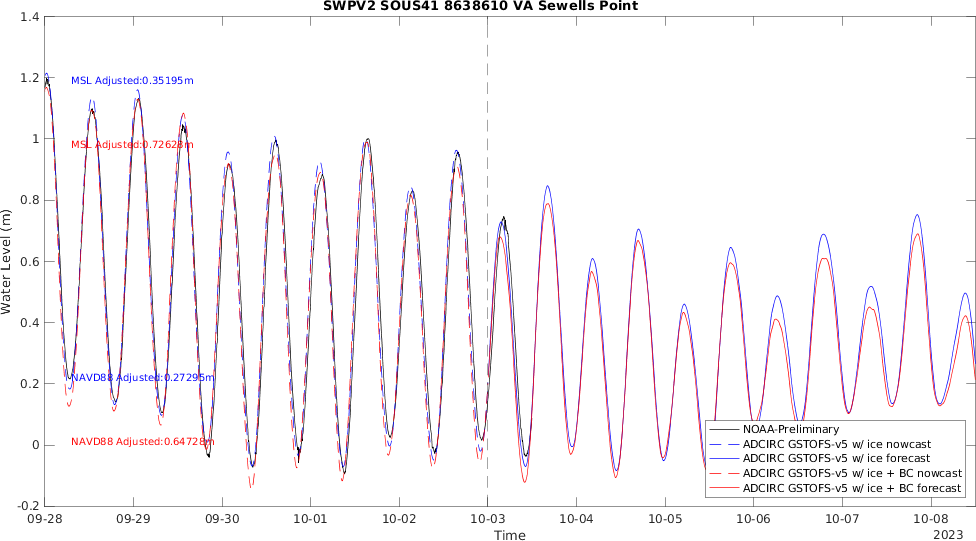 SWPV2 SOUS41 8638610 VA Sewells Point
1.4
1.2
1
0.8
0.6
0.4
0.2
0
-0.2
Water Level (m)
MSL Adjusted:0.35195m
MSL Adjusted:0.72628m
NAVD88 Adjusted:0.27295m
NAVD88 Adjusted:0.64728m
NOAA-Preliminary
ADCIRC GSTOFS-v5 w/ ice nowcast
ADCIRC GSTOFS-v5 w/ ice forecast
ADCIRC GSTOFS-v5 w/ice + BC nowcast
ADCIRC GSTOFS-v5 w/ice + BC forecast
09-28 09-29 09-30 10-01 10-02 10-03 10-04 10-05 10-06 10-07 10-08
Time
2023